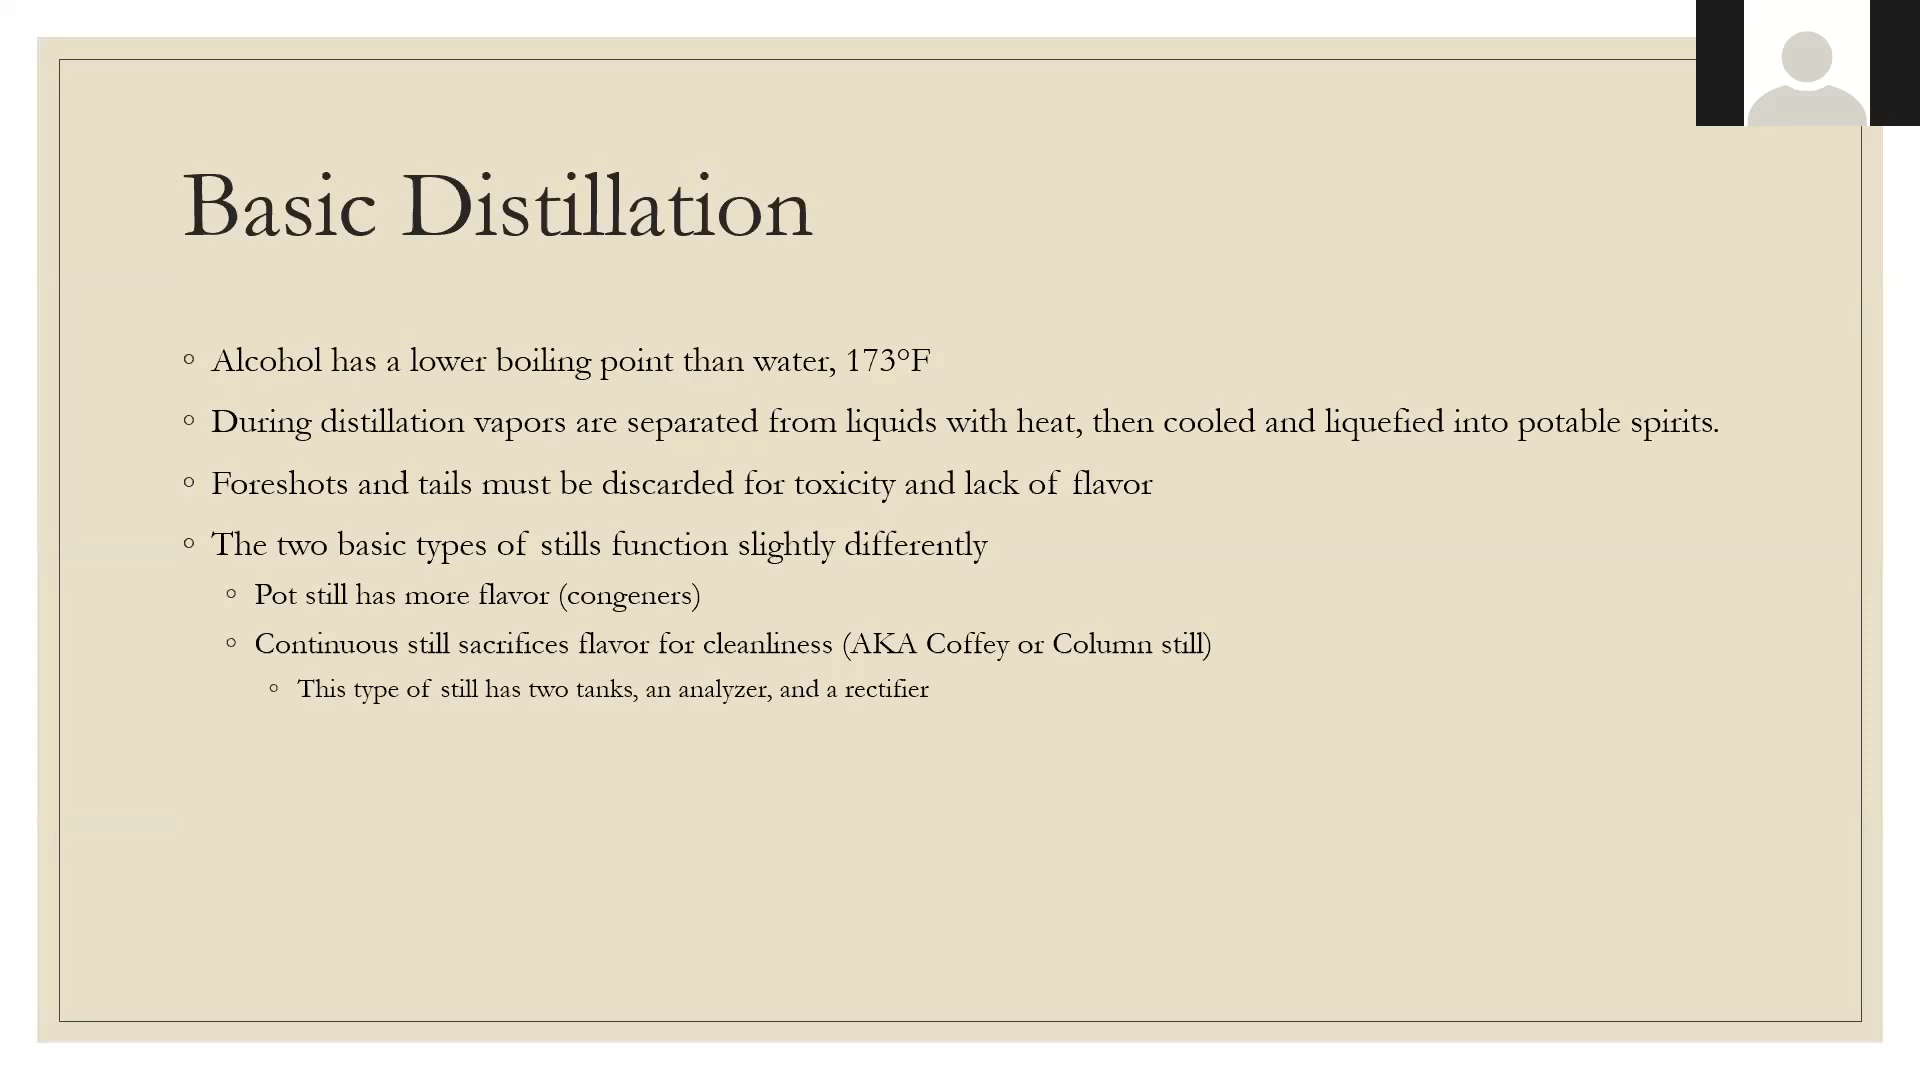 Basic Distillation
◦ Alcohol has a lower boiling point than water, 173°F
◦ During distillation vapors are separated from liquids with heat, then cooled and liquefied into potable spirits.
◦ Foreshots and tails must be discarded for toxicity and lack of flavor
◦ The two basic types of stills function slightly differently
◦ Pot still has more flavor (congeners)
◦ Continuous still sacrifices flavor for cleanliness (AKA Coffey or Column still)
◦ This type of still has two tanks, an analyzer, and a rectifier